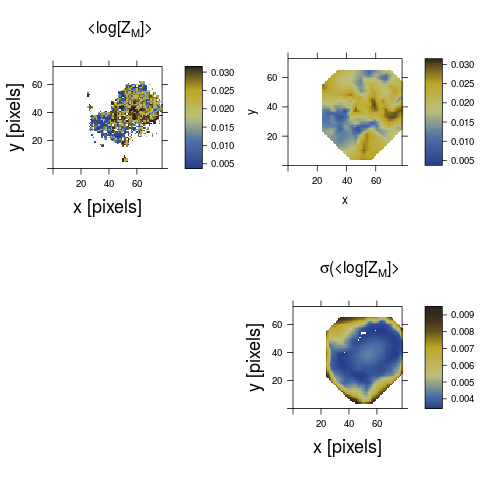 <log[Z_M]>
0.030
0.025
0.020
0.015
0.010
0.005
60
40
20
y [pixels]
20 40 60
x [pixels]
0.030
0.025
0.020
0.015
0.010
0.005
60
40
20
y
20 40 60
x
σ(<log[Z_M]>
0.009
0.008
0.007
0.006
0.005
0.004
60
40
20
y [pixels]
20 40 60
x [pixels]